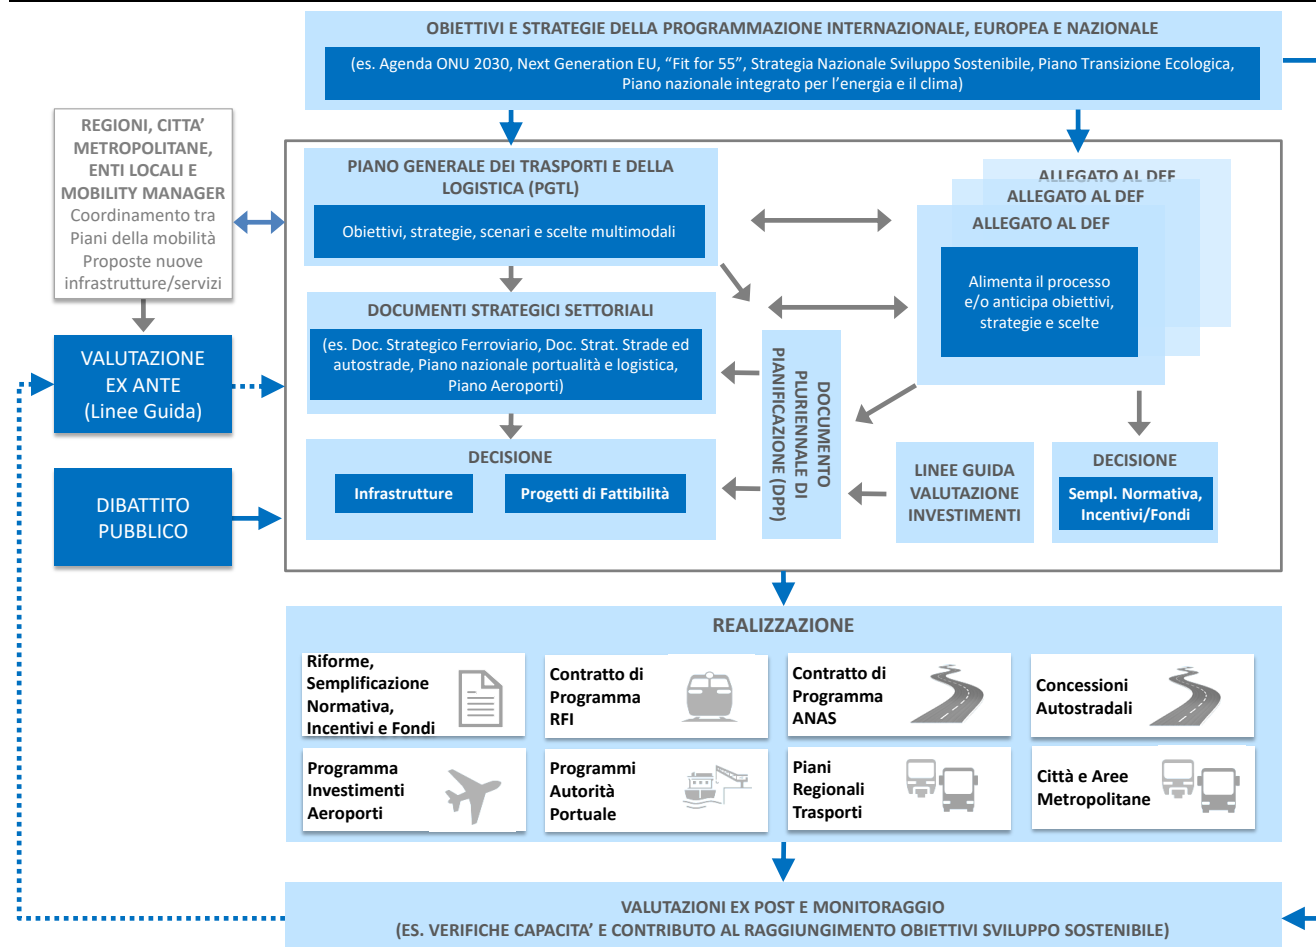 OBIETTIVI E STRATEGIE DELLA PROGRAMMAZIONE INTERNAZIONALE, EUROPEA E NAZIONALE
(es. Agenda ONU 2030, Next Generation EU, “Fit for 55”, Strategia Nazionale Sviluppo Sostenibile, Piano Transizione Ecologica,
Piano nazionale integrato per l’energia e il clima)
REGIONI, CITTA’
METROPOLITANE,
ENTI LOCALI E
MOBILITY MANAGER
Coordinamento tra
Piani della mobilità
Proposte nuove
infrastrutture/servizi
PIANO GENERALE DEI TRASPORTI E DELLA
LOGISTICA (PGTL)
Obiettivi, strategie, scenari e scelte multimodali
ALLEGATO AL DEF
ALLEGATO AL DEF
ALLEGATO AL DEF
Alimenta il processo
e/o anticipa obiettivi,
strategie e scelte
DOCUMENTI STRATEGICI SETTORIALI
(es. Doc. Strategico Ferroviario, Doc. Strat. Strade ed
autostrade, Piano nazionale portualità e logistica,
Piano Aeroporti)
VALUTAZIONE
EX ANTE
(Linee Guida)
DOCUMENTO
PLURIENNALE DI
PIANIFICAZIONE (DPP)
DECISIONE
Infrastrutture
Progetti di Fattibilità
LINEE GUIDA
VALUTAZIONE
INVESTIMENTI
DECISIONE
Sempl. Normativa,
Incentivi/Fondi
DIBATTITO
PUBBLICO
REALIZZAZIONE
Riforme,
Semplificazione
Normativa,
Incentivi e Fondi
Contratto di
Programma
RFI
Contratto di
Programma
ANAS
Concessioni
Autostradali
Programma
Investimenti
Aeroporti
Programmi
Autorità
Portuale
Piani
Regionali
Trasporti
Città e Aree
Metropolitane
VALUTAZIONI EX POST E MONITORAGGIO
(ES. VERIFICHE CAPACITA’ E CONTRIBUTO AL RAGGIUNGIMENTO OBIETTIVI SVILUPPO SOSTENIBILE)